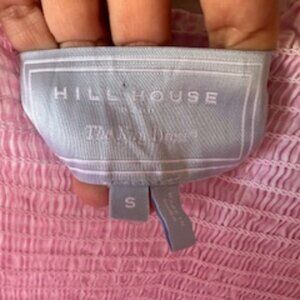 HILL HOUSE
The Nap Dress
S